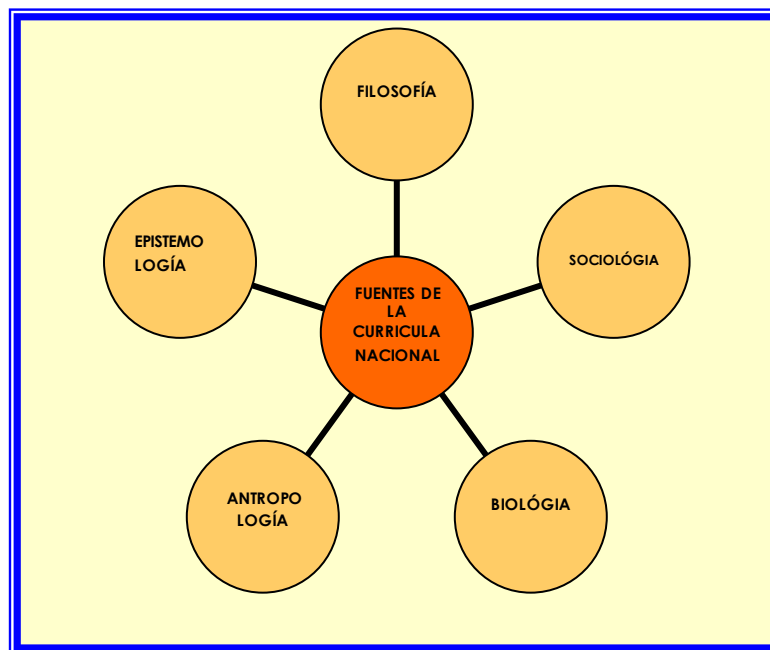 FILOSOFÍA
EPISTEMO
LOGÍA
SOCIOLÓGIA
FUENTES DE
LA
CURRICULA
NACIONAL
ANTROPO
LOGÍA
BIOLÓGIA